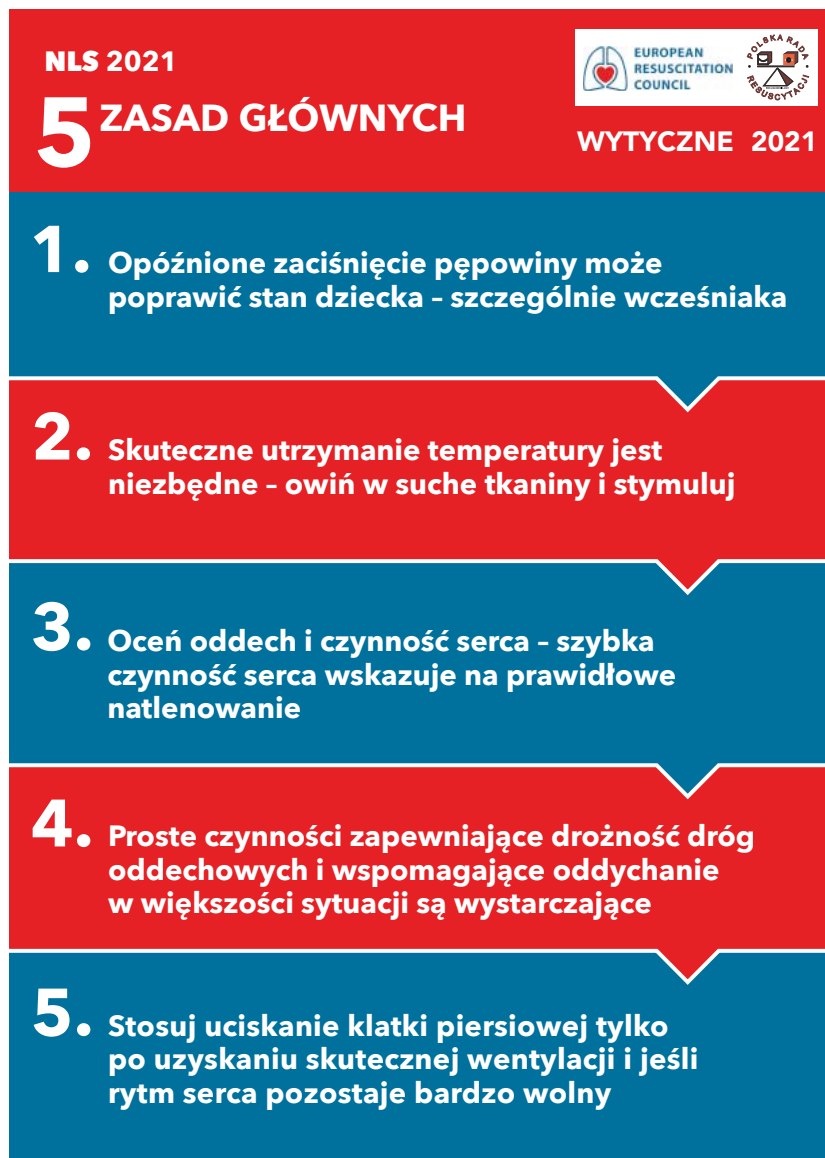 NLS 2021
5 ZASAD GŁÓWNYCH
EUROPEAN
RESUSCITATION
COUNCIL
POLSKA RADA
RESUSCYTACJI
WYTYCZNE 2021
1. Opóźnione zaciśnięcie pępowiny może
poprawić stan dziecka – szczególnie wcześniaka
2. Skuteczne utrzymanie temperatury jest
niezbędne – owiń w suche tkaniny i stymuluj
3. Oceń oddech i czynność serca – szybka
czynność serca wskazuje na prawidłowe
natlenowanie
4. Proste czynności zapewniające drożność dróg
oddechowych i wspomagające oddychanie
w większości sytuacji są wystarczające
5. Stosuj uciskanie klatki piersiowej tylko
po uzyskaniu skutecznej wentylacji i jeśli
rytm serca pozostaje bardzo wolny